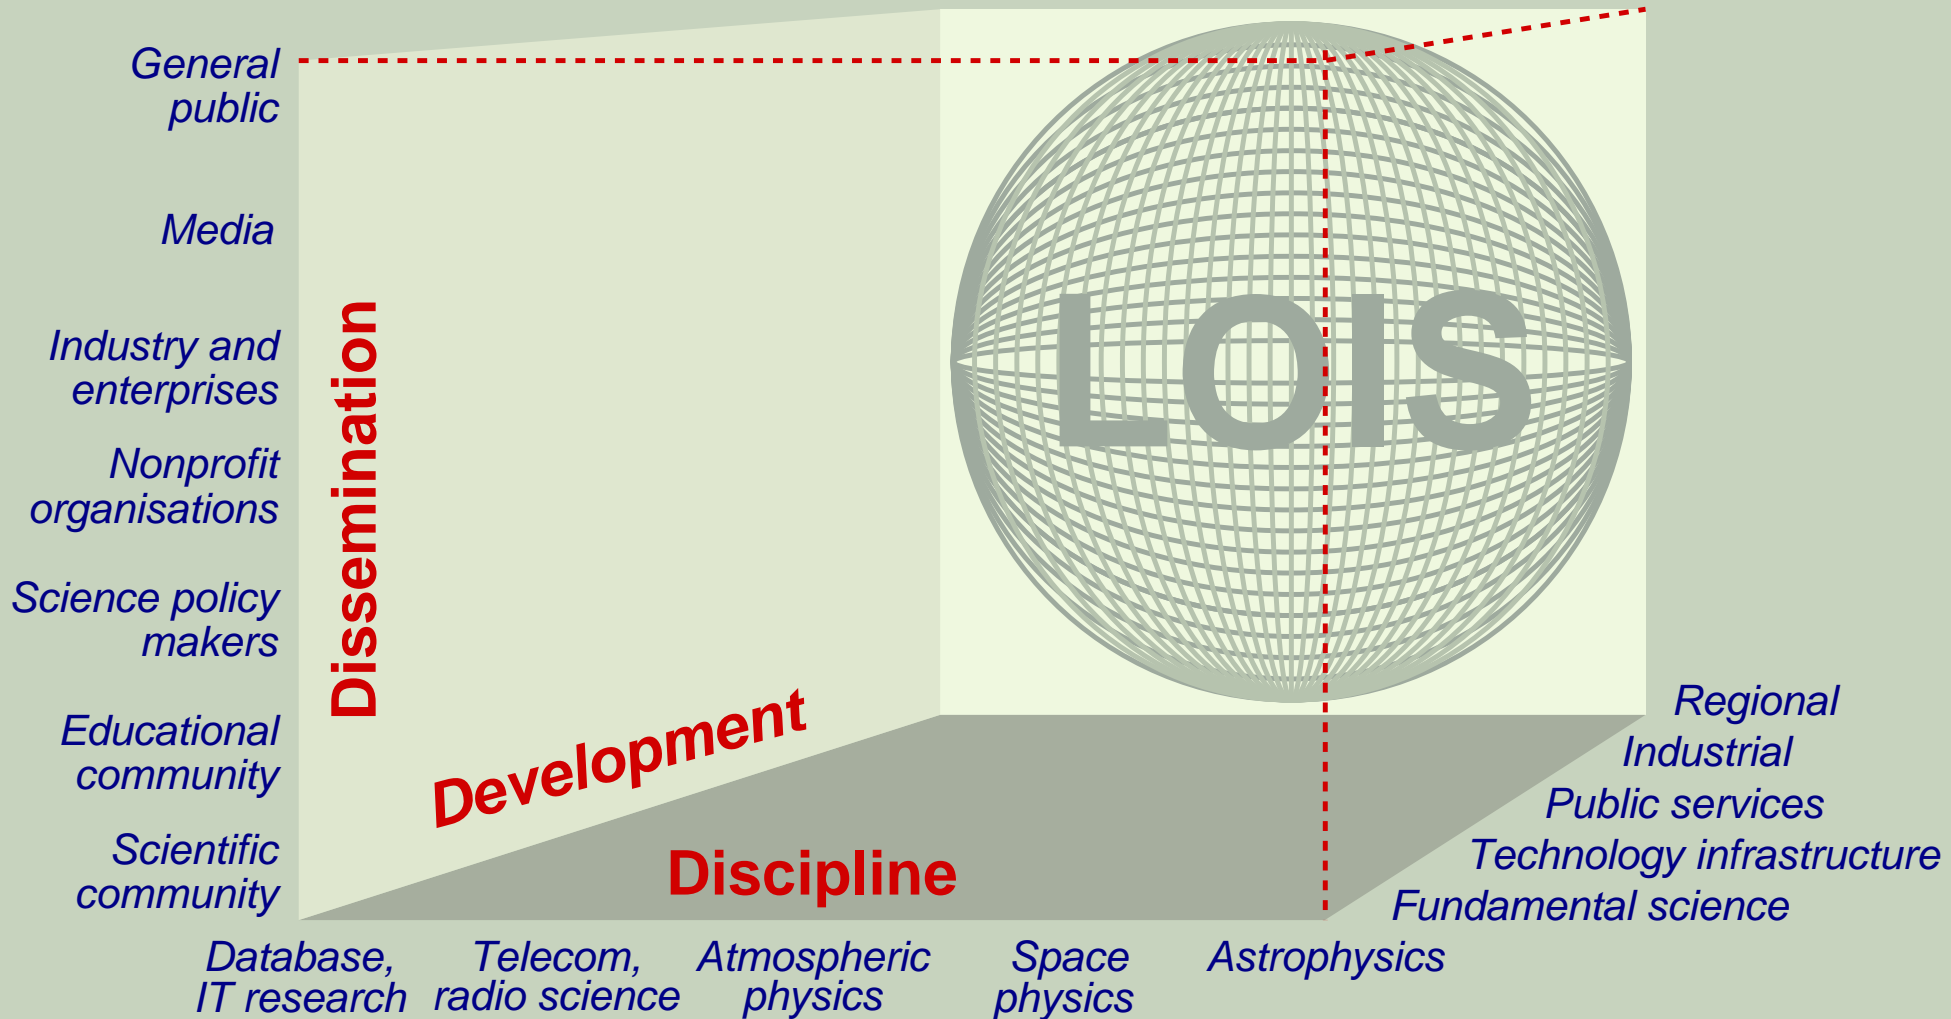 General
public
Media
Industry and
enterprises
Nonprofit
organisations
Science policy
makers
Educational
community
Scientific
community
Dissemination
Development
Discipline
LOIS
Regional
Industrial
Public services
Technology infrastructure
Fundamental science
Database,
IT research
Telecom,
radio science
Atmospheric
physics
Space
physics
Astrophysics